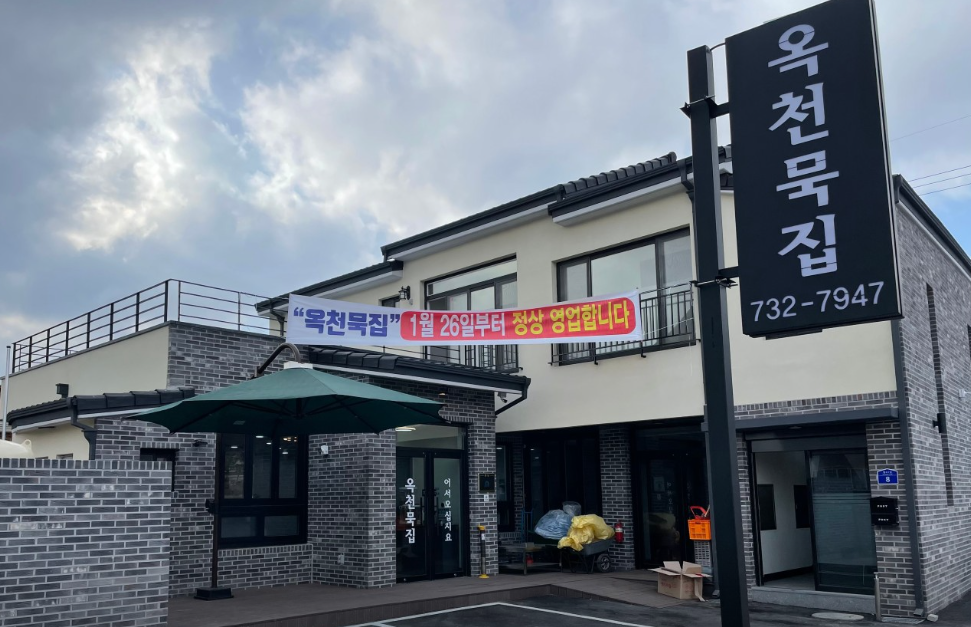 옥천묵집
732-7947
"옥천묵집" 1월 26일부터 정상 영업합니다
옥천묵집
어서오십시요